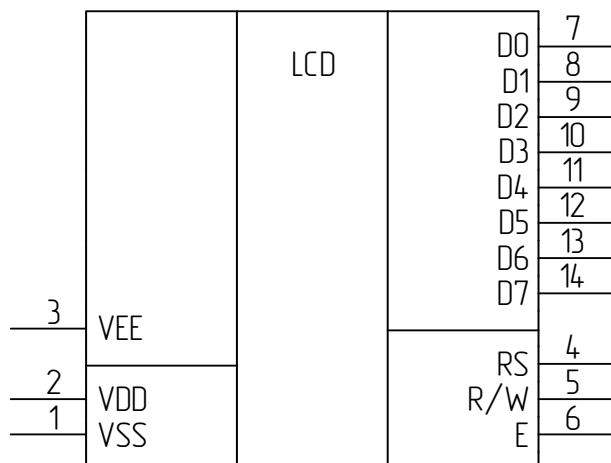 LCD
3 VEE
2 VDD
1 VSS
D0 7
D1 8
D2 9
D3 10
D4 11
D5 12
D6 13
D7 14
RS 4
R/W 5
E 6